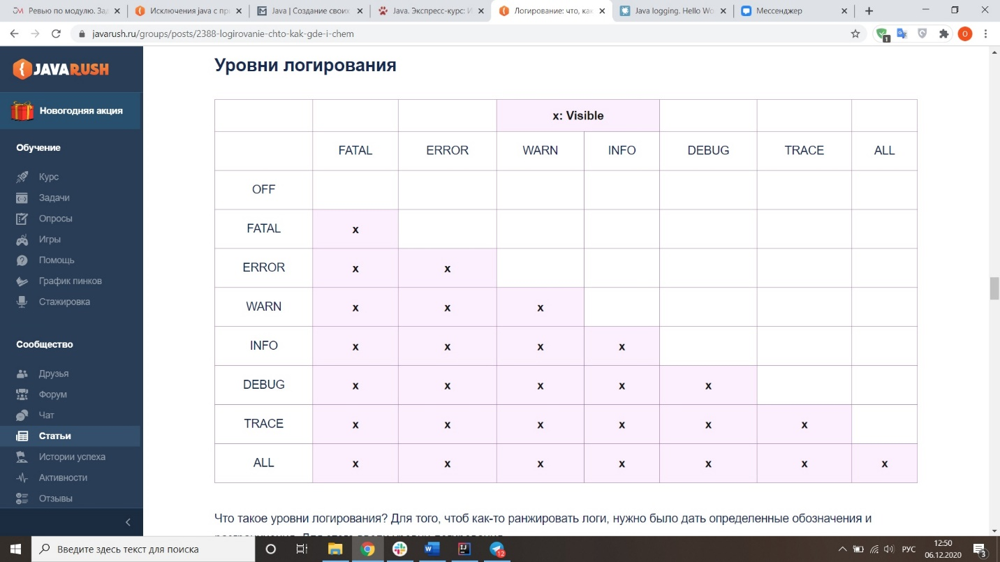 Ревью по модулю. Зад
Исключения java с пр
Java | Создание своих
Java. Экспресс-курс: И
Логирование: что, как
Java logging. Hello Wo
Мессенджер
javarush.ru/groups/posts/2388-logirovanie-chto-kak-gde-i-chem
1
O
JAVARUSH
Новогодняя акция
Обучение
Курс
Задачи
Опросы
Игры
Помощь
График пинков
Стажировка
Сообщество
Друзья
Форум
Чат
Статьи
Истории успеха
Активности
Отзывы
Уровни логирования
x: Visible
FATAL ERROR WARN INFO DEBUG TRACE ALL
OFF
FATAL x
ERROR x x
WARN x x x
INFO x x x x
DEBUG x x x x x
TRACE x x x x x x
ALL x x x x x x x
Что такое уровни логирования? Для того, чтоб как-то ранжировать логи, нужно было дать определенные обозначения и
Введите здесь текст для поиска
12
РУС
12:50
06.12.2020
3